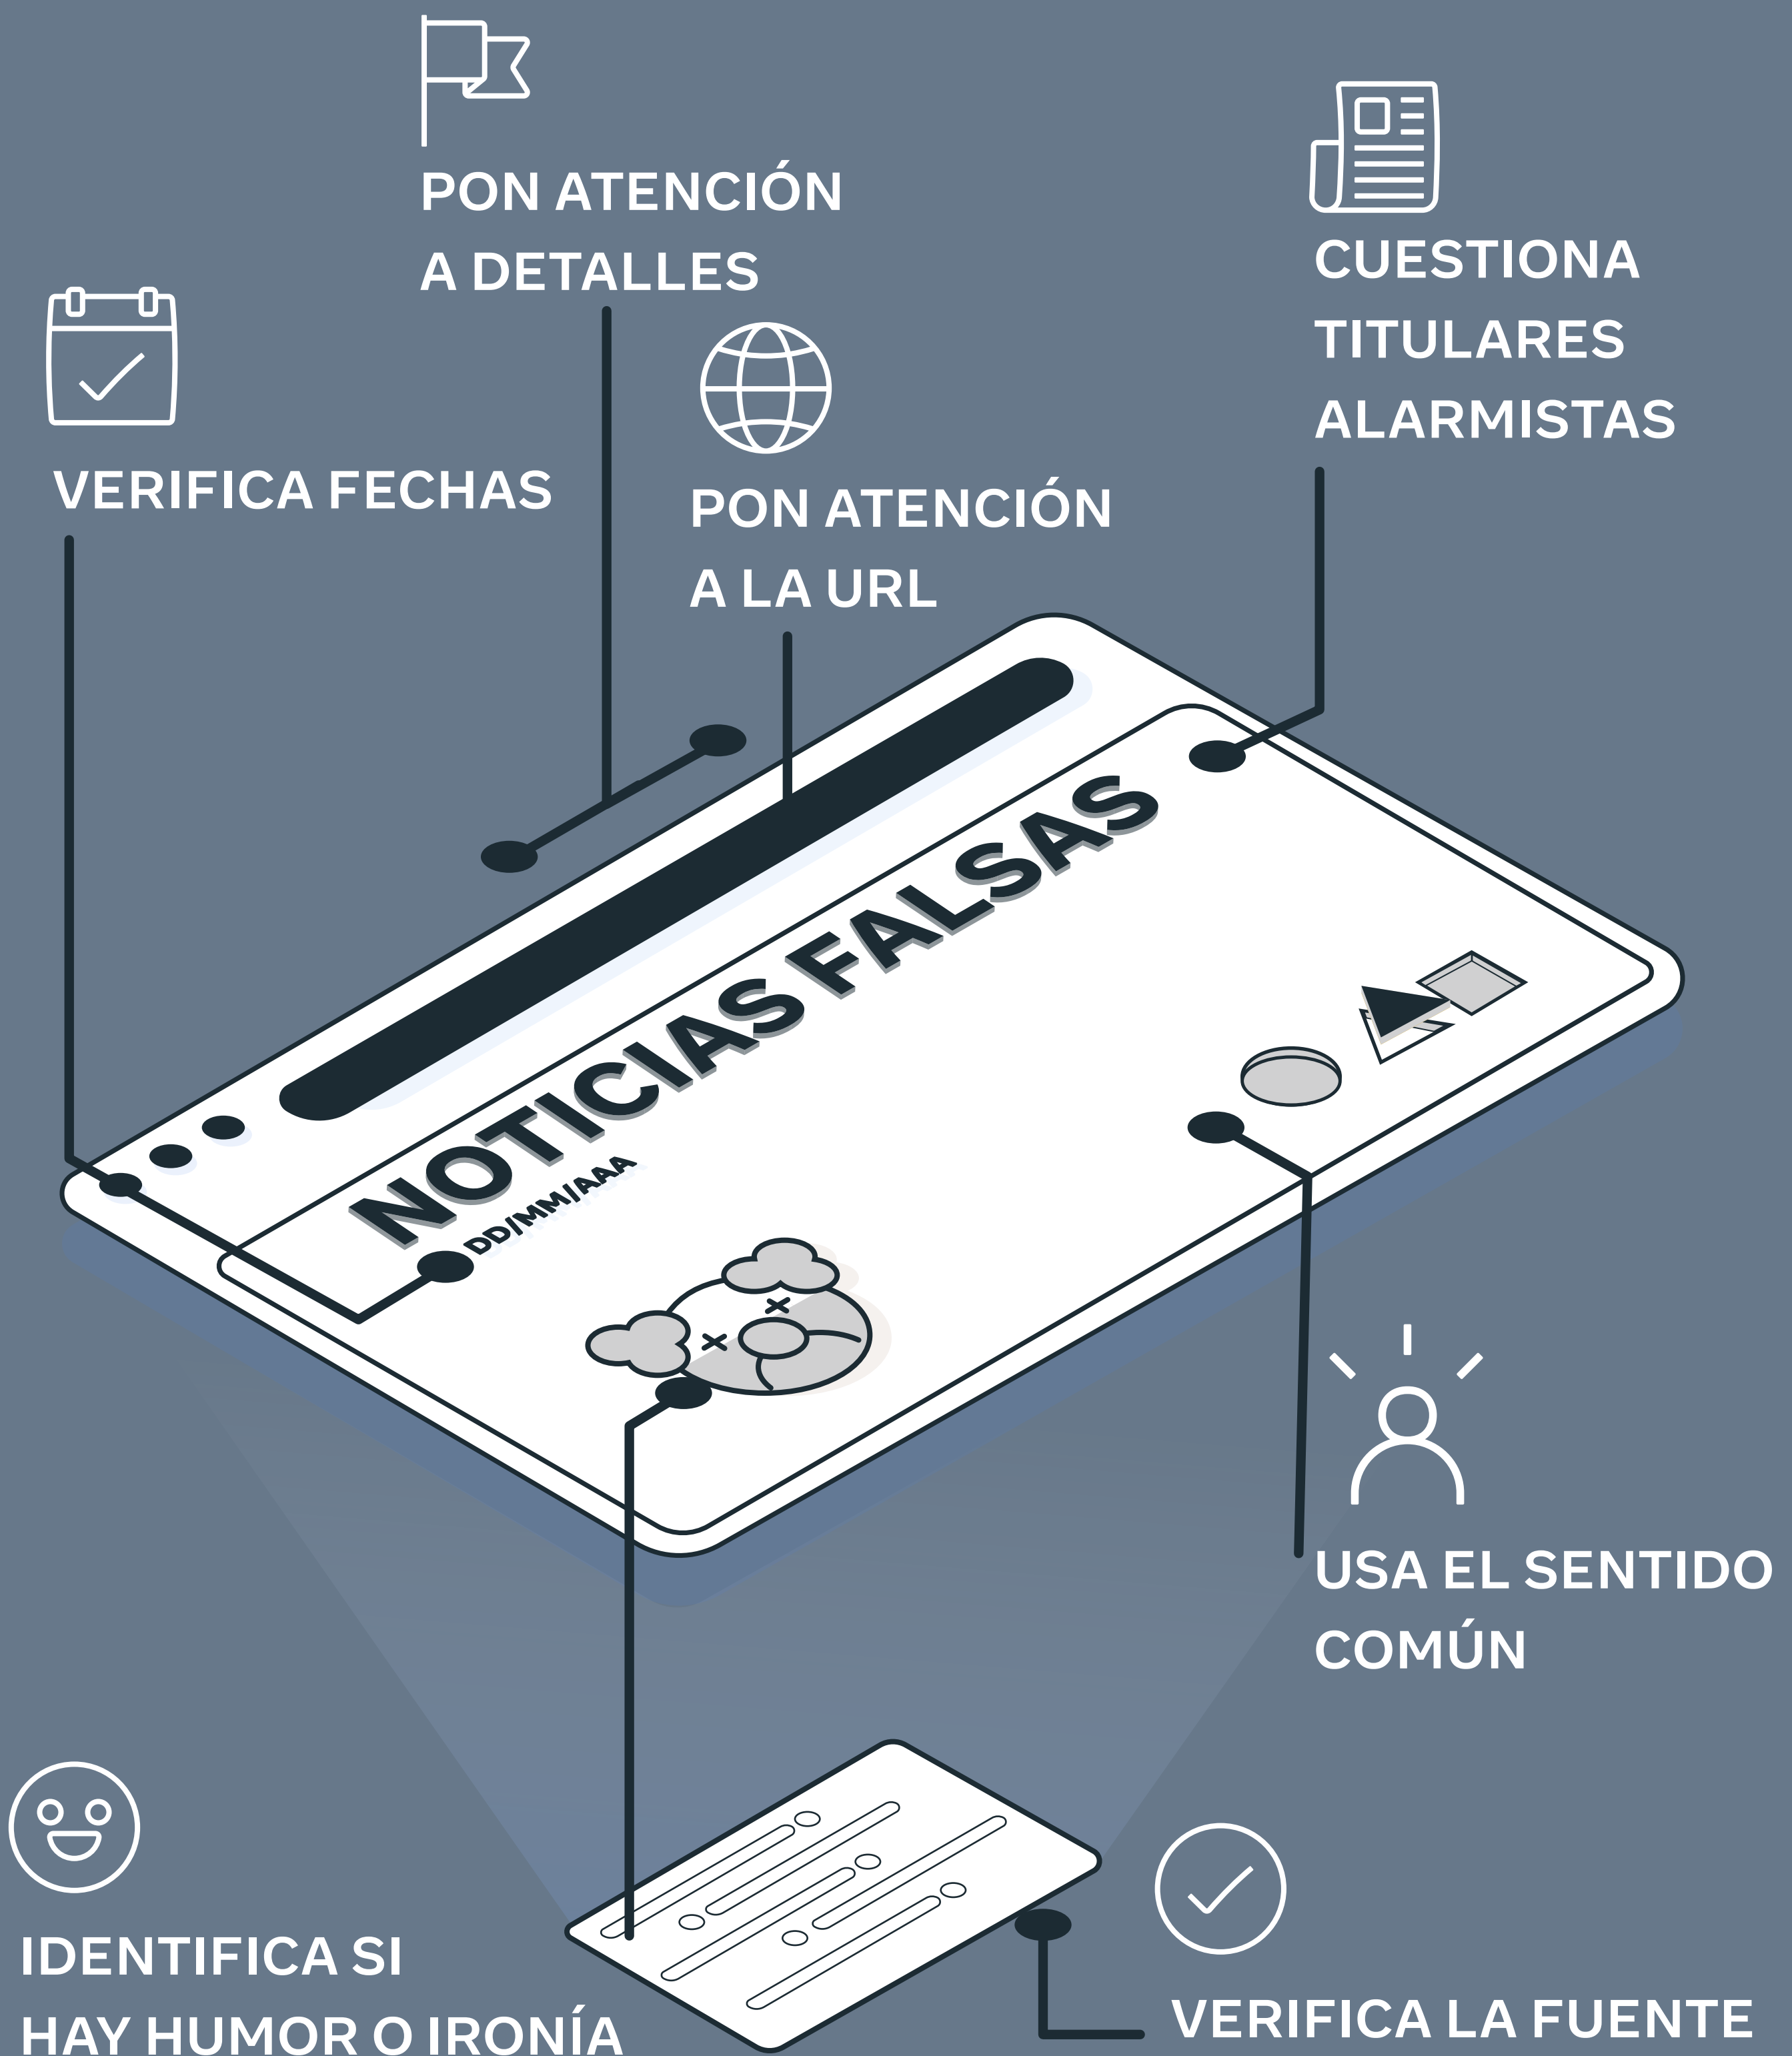 PON ATENCIÓN
A DETALLES
CUESTIONA
TITULARES
ALARMISTAS
VERIFICA FECHAS
PON ATENCIÓN
A LA URL
NOTICIAS FALSAS
DD/MM/AAA
USA EL SENTIDO
COMÚN
IDENTIFICA SI
HAY HUMOR O IRONÍA
VERIFICA LA FUENTE